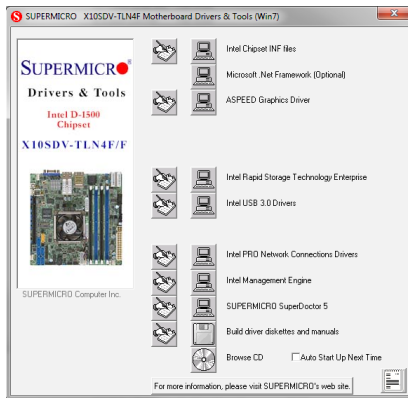 SUPERMICRO X10SDV-TLN4F Motherboard Drivers & Tools (Win7)
SUPERMICRO
Drivers & Tools
Intel D-1500
Chipset
X10SDV-TLN4F/F
SUPERMICRO Computer Inc.
Intel Chipset INF files
Microsoft .Net Framework (Optional)
ASPEED Graphics Driver
Intel Rapid Storage Technology Enterprise
Intel USB 3.0 Drivers
Intel PRO Network Connections Drivers
Intel Management Engine
SUPERMICRO SuperDoctor 5
Build driver diskettes and manuals
Browse CD
Auto Start Up Next Time
For more information, please visit SUPERMICRO's web site.